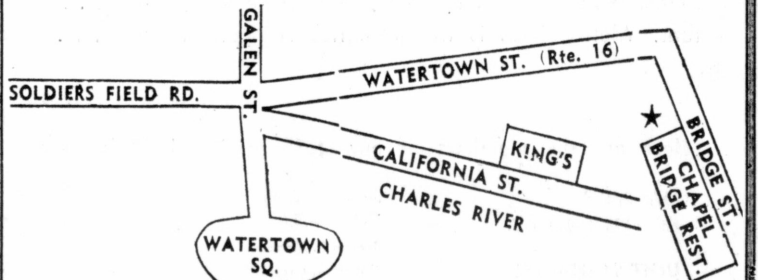 GALEN ST.
WATERTOWN ST. (Rte. 16)
SOLDIERS FIELD RD.
BRIDGE ST.
CHAPEL
BRIDGE REST.
KING'S
CALIFORNIA ST.
CHARLES RIVER
WATERTOWN
SQ.